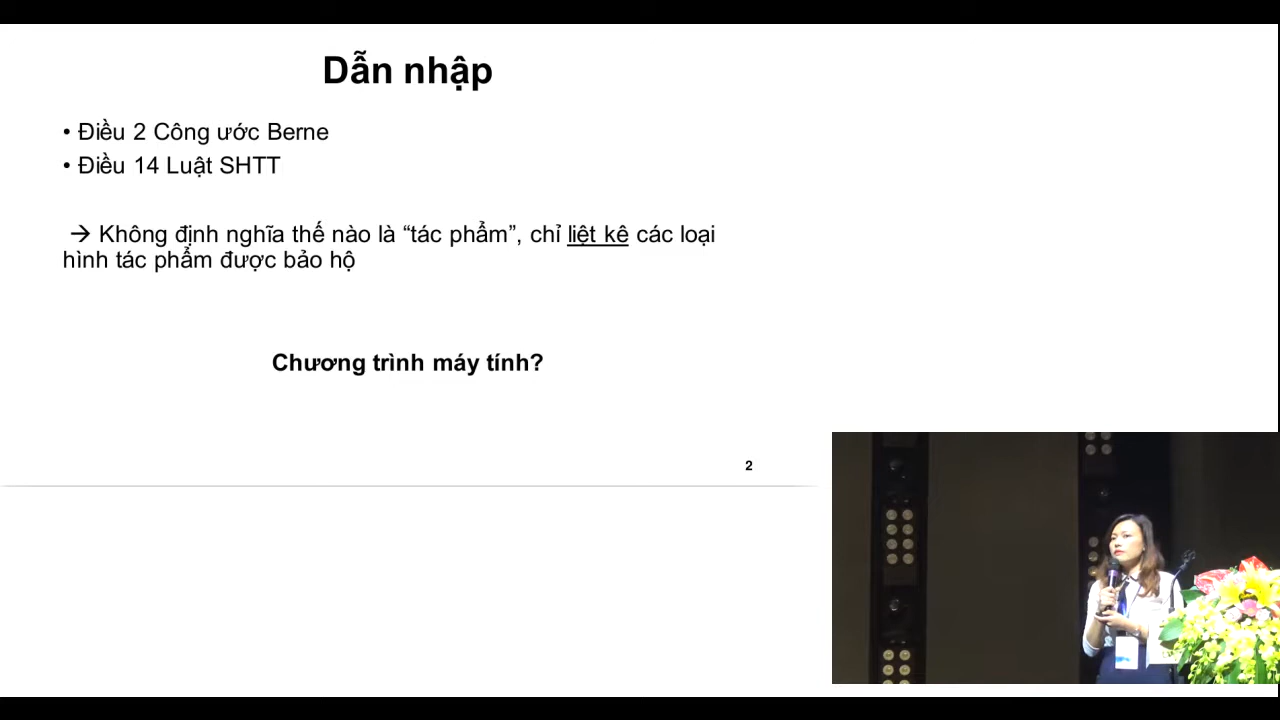 Dẫn nhập
• Điều 2 Công ước Berne
• Điều 14 Luật SHTT
→ Không định nghĩa thế nào là “tác phẩm”, chỉ liệt kê các loại
hình tác phẩm được bảo hộ
Chương trình máy tính?
2